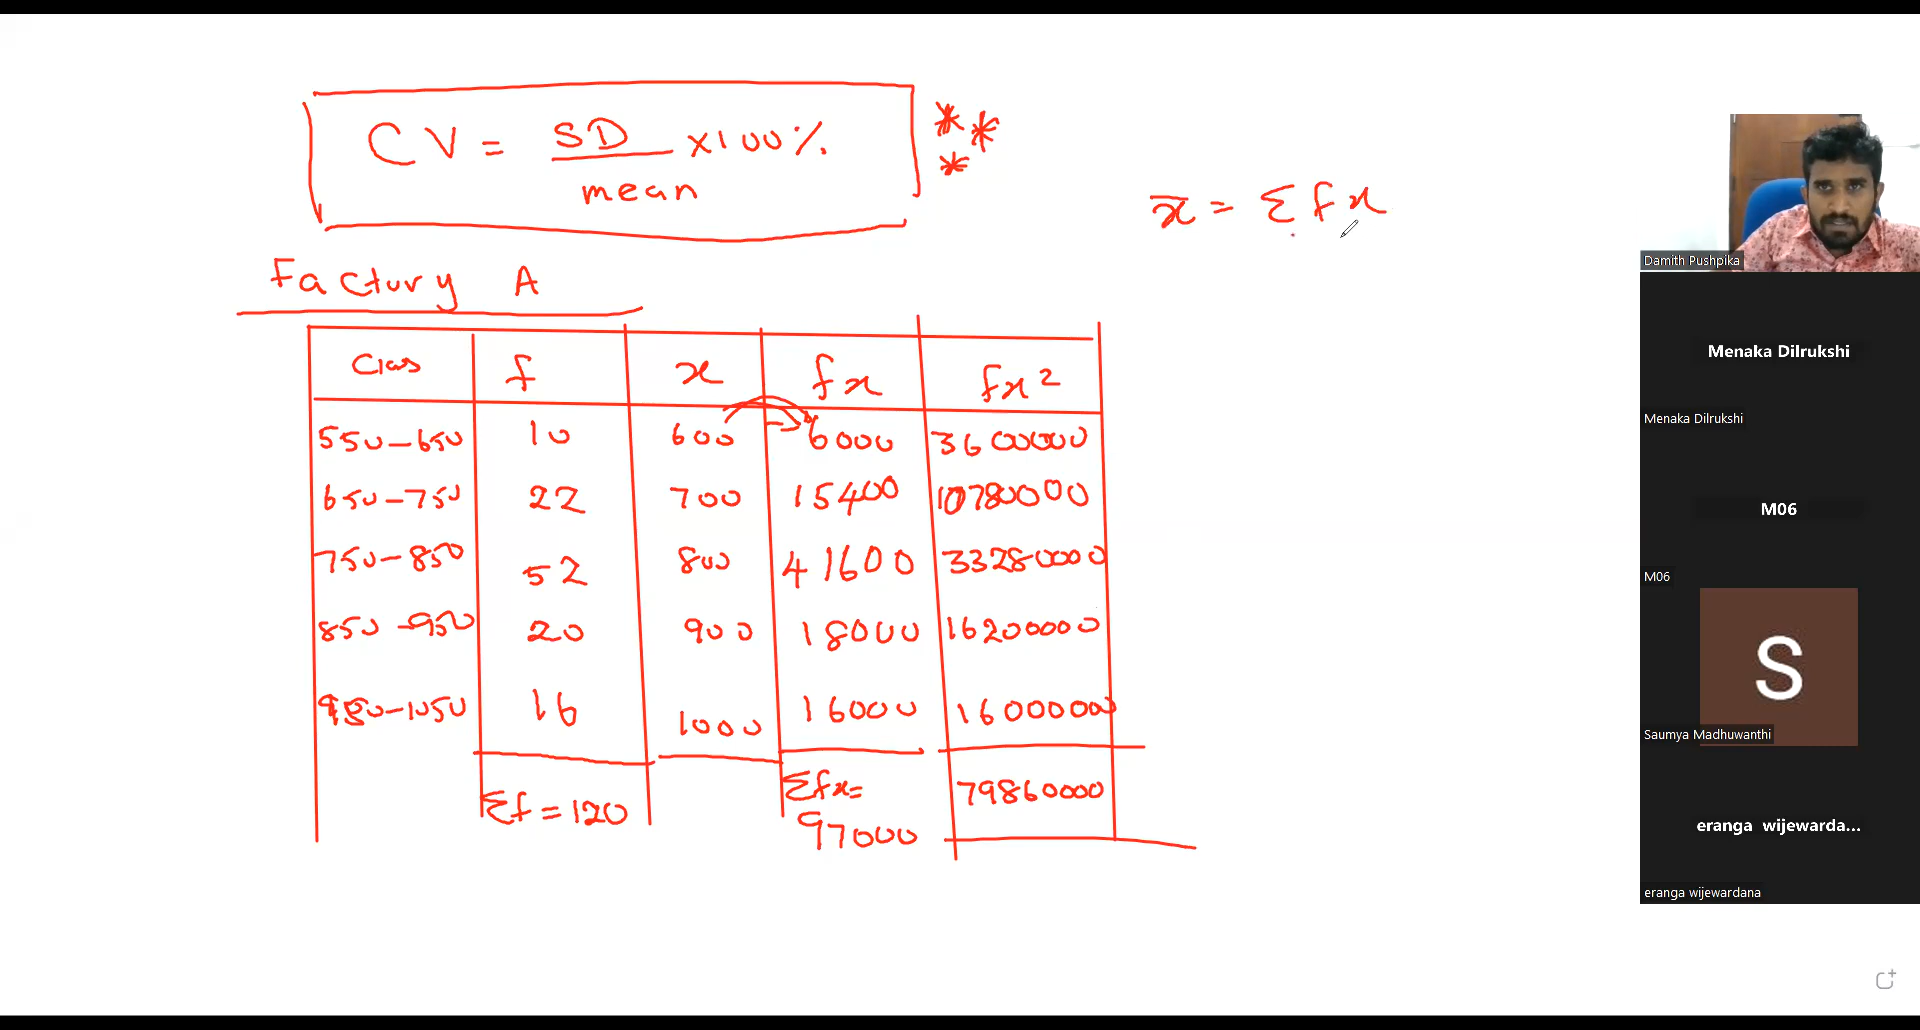 CV = SD/mean ×100%
***
x̄ = Σfx
Factory A
Class f x fx fx²
550-650 10 600 6000 3600000
650-750 22 700 15400 10780000
750-850 52 800 41600 33280000
850-950 20 900 18000 16200000
950-1050 16 1000 16000 16000000
Σf = 120 Σfx= 97000 79860000
Damith Pushpika
Menaka Dilrukshi
Menaka Dilrukshi
M06
M06
S
Saumya Madhuwanthi
eranga wijewarda...
eranga wijewardana